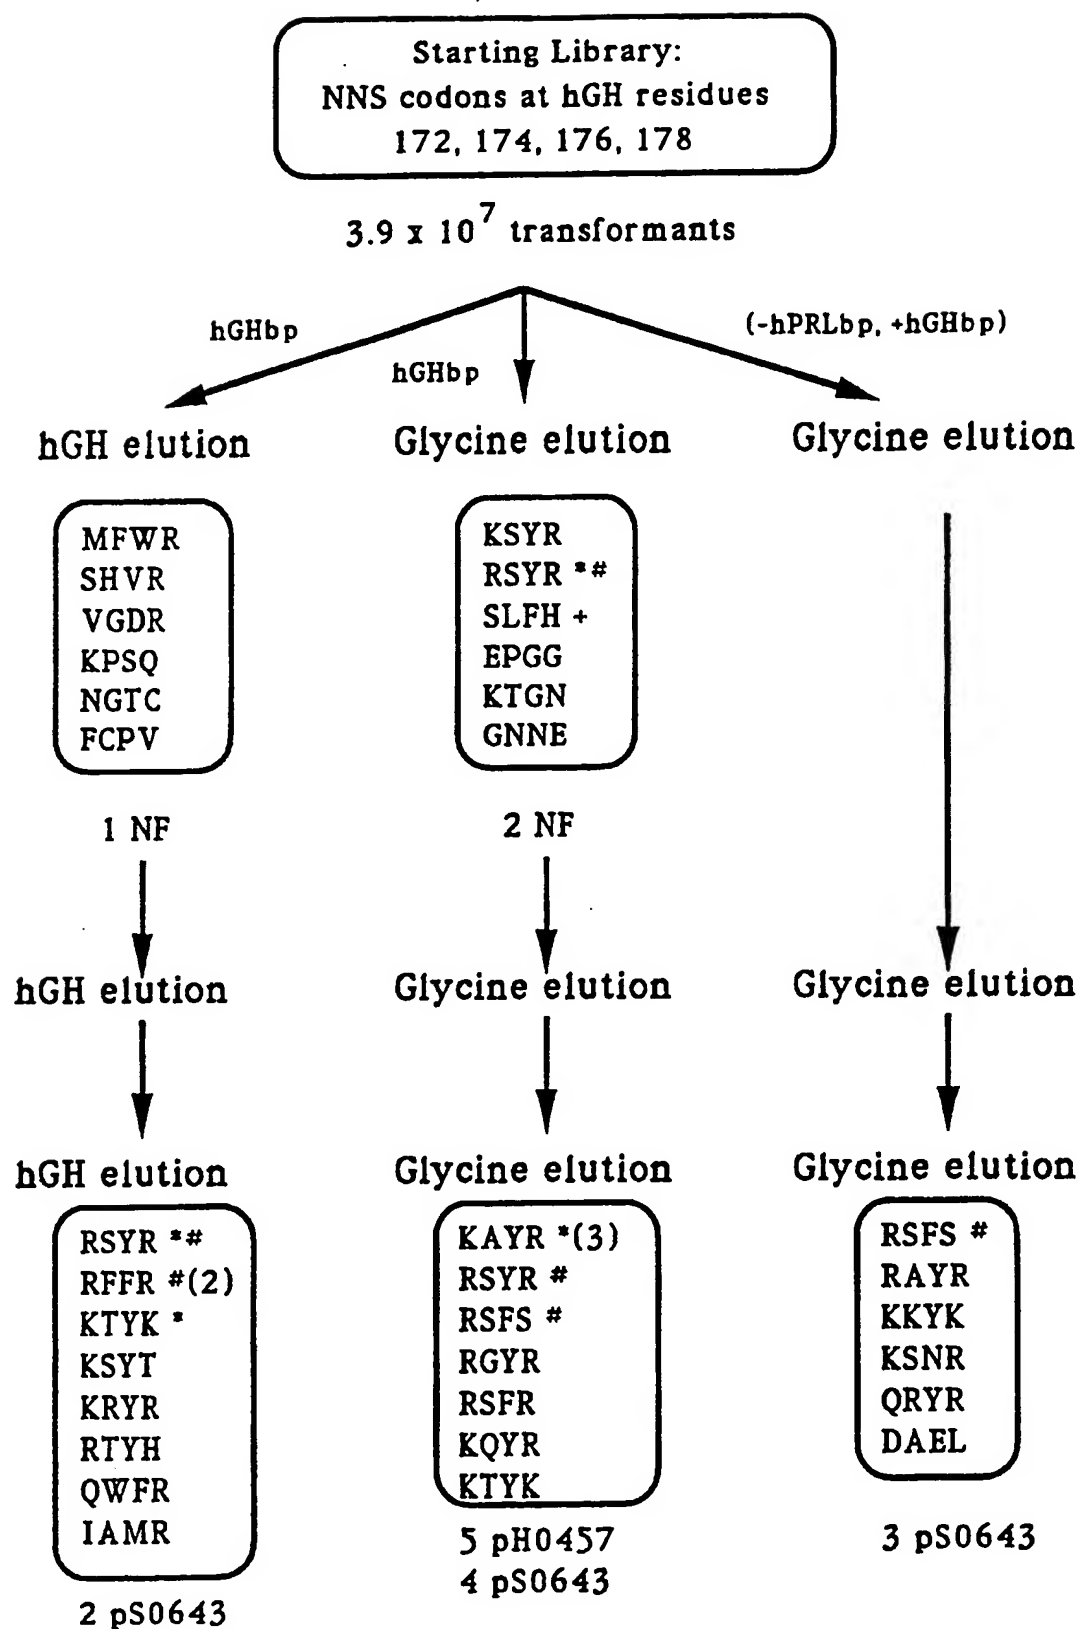 Starting Library:
NNS codons at hGH residues
172, 174, 176, 178
3.9 x 10^7 transformants
hGHbp
hGHbp
(-hPRLbp, +hGHbp)
hGH elution
Glycine elution
Glycine elution
MFWR
SHVR
VGDR
KPSQ
NGTC
FCPV
1 NF
KSYR
RSYR *#
SLFH +
EPGG
KTGN
GNNE
2 NF
hGH elution
Glycine elution
Glycine elution
hGH elution
Glycine elution
Glycine elution
RSYR *#
RFFR #(2)
KTYK *
KSYT
KRYR
RTYH
QWFR
IAMR
2 pS0643
KAYR *(3)
RSYR #
RSFS #
RGYR
RSFR
KQYR
KTYK
5 pH0457
4 pS0643
RSFS #
RAYR
KKYK
KSNR
QRYR
DAEL
3 pS0643